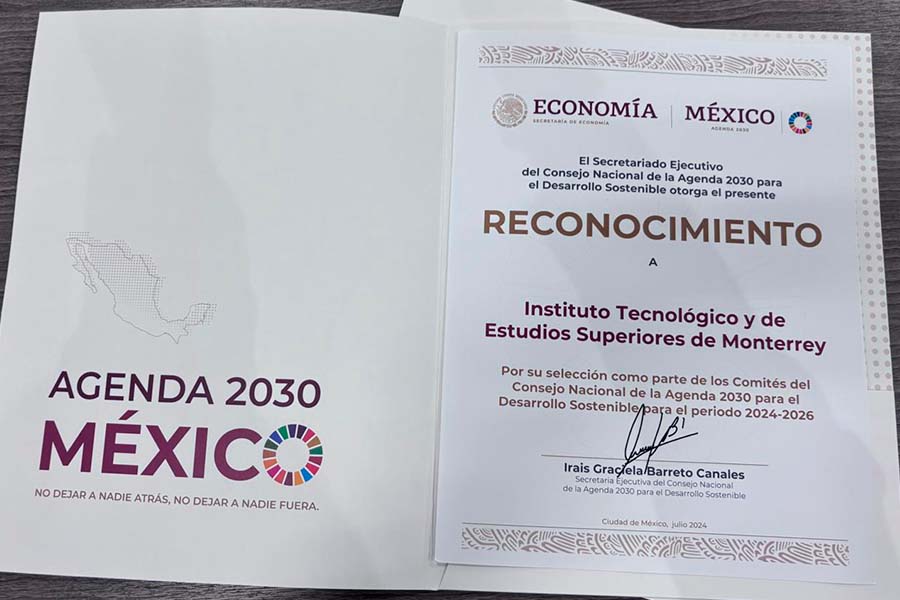 AGENDA 2030
MÉXICO
NO DEJAR A NADIE ATRÁS, NO DEJAR A NADIE FUERA.
ECONOMÍA
SECRETARÍA DE ECONOMÍA
MÉXICO
AGENDA 2030
El Secretariado Ejecutivo
del Consejo Nacional de la Agenda 2030 para
el Desarrollo Sostenible otorga el presente
RECONOCIMIENTO
A
Instituto Tecnológico y de
Estudios Superiores de Monterrey
Por su selección como parte de los Comités del
Consejo Nacional de la Agenda 2030 para el
Desarrollo Sostenible para el periodo 2024-2026
Irais Graciela Barreto Canales
Secretaria Ejecutiva del Consejo Nacional
de la Agenda 2030 para el Desarrollo Sostenible
Ciudad de México, julio 2024